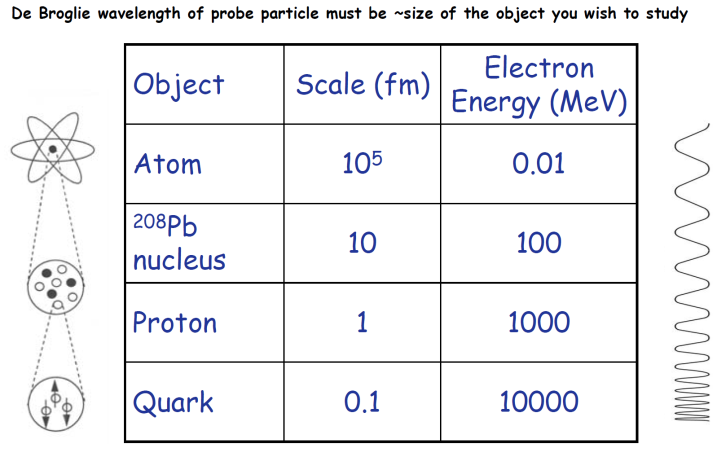 De Broglie wavelength of probe particle must be ~size of the object you wish to study
Object Scale (fm) Electron Energy (MeV)
Atom 10⁵ 0.01
²⁰⁸Pb nucleus 10 100
Proton 1 1000
Quark 0.1 10000